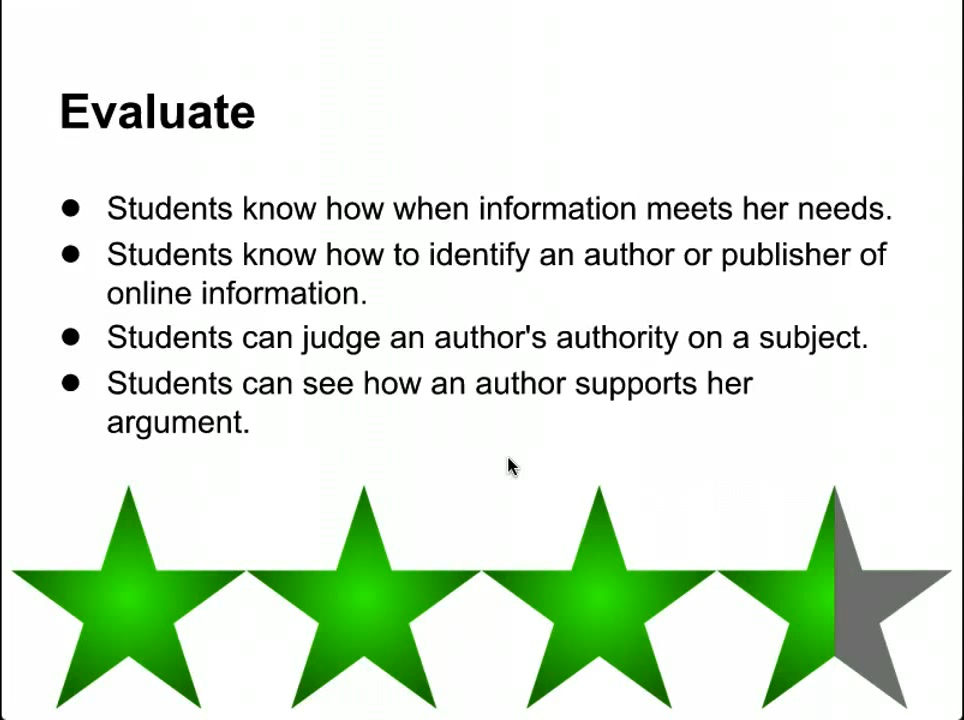 Evaluate
● Students know how when information meets her needs.
● Students know how to identify an author or publisher of
online information.
● Students can judge an author's authority on a subject.
● Students can see how an author supports her
argument.